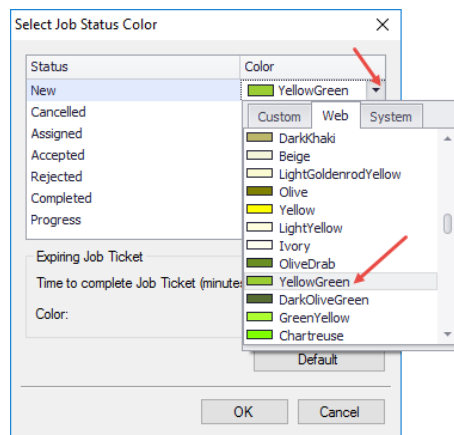 Select Job Status Color
Status Color
New YellowGreen
Cancelled
Assigned
Accepted
Rejected
Completed
Progress
Custom Web System
DarkKhaki
Beige
LightGoldenrodYellow
Olive
Yellow
LightYellow
Ivory
OliveDrab
YellowGreen
DarkOliveGreen
GreenYellow
Chartreuse
Expiring Job Ticket
Time to complete Job Ticket (minutes
Color:
Default
OK Cancel